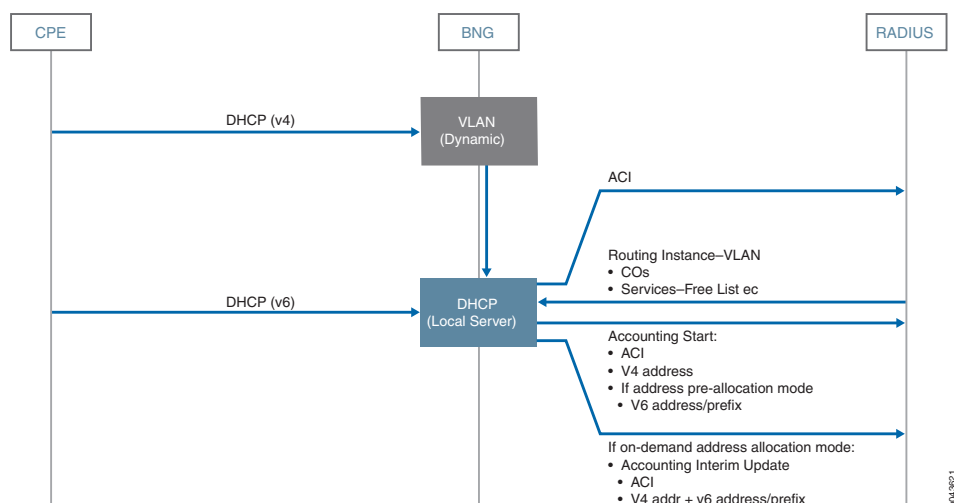 CPE
BNG
RADIUS
DHCP (v4)
VLAN
(Dynamic)
ACI
Routing Instance–VLAN
• COs
• Services–Free List ec
DHCP (v6)
DHCP
(Local Server)
Accounting Start:
• ACI
• V4 address
• If address pre-allocation mode
• V6 address/prefix
If on-demand address allocation mode:
• Accounting Interim Update
• ACI
• V4 addr + v6 address/prefix